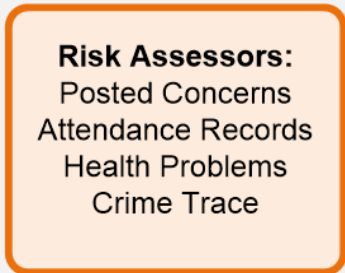 Risk Assessors:
Posted Concerns
Attendance Records
Health Problems
Crime Trace